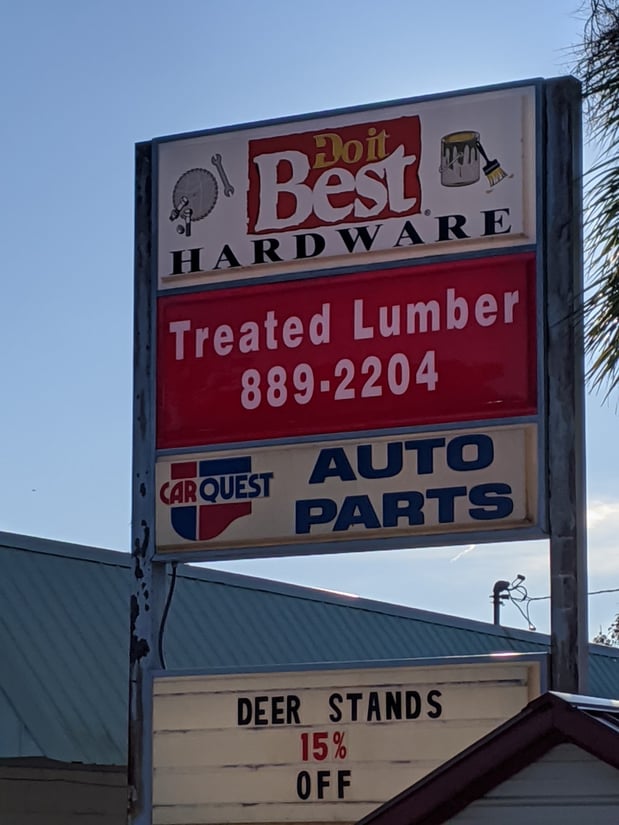 Do it
Best
HARDWARE
Treated Lumber
889-2204
CARQUEST
AUTO
PARTS
DEER STANDS
15%
OFF